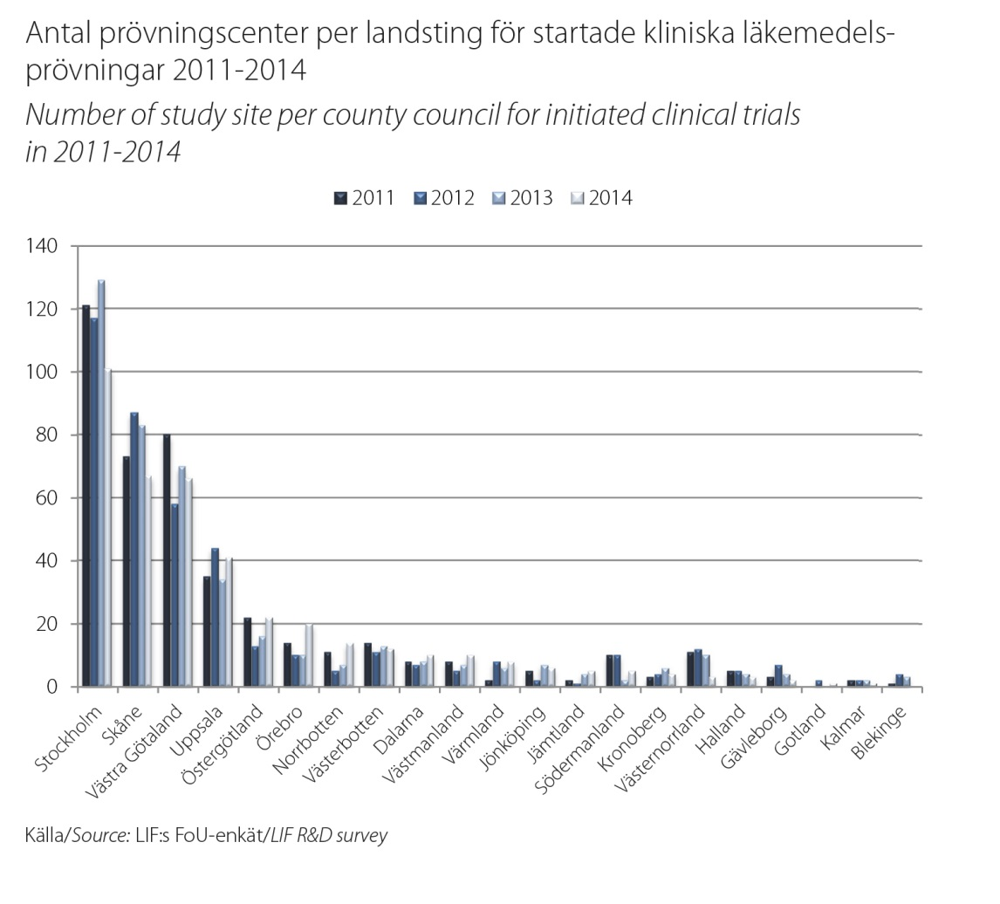 Antal prövningscenter per landsting för startade kliniska läkemedels-
prövningar 2011-2014
Number of study site per county council for initiated clinical trials
in 2011-2014
2011 2012 2013 2014
140
120
100
80
60
40
20
0
Stockholm
Skåne
Västra Götaland
Uppsala
Östergötland
Örebro
Norrbotten
Västerbotten
Dalarna
Västmanland
Värmland
Jönköping
Jämtland
Södermanland
Kronoberg
Västernorrland
Halland
Gävleborg
Gotland
Kalmar
Blekinge
Källa/Source: LIF:s FoU-enkät/LIF R&D survey